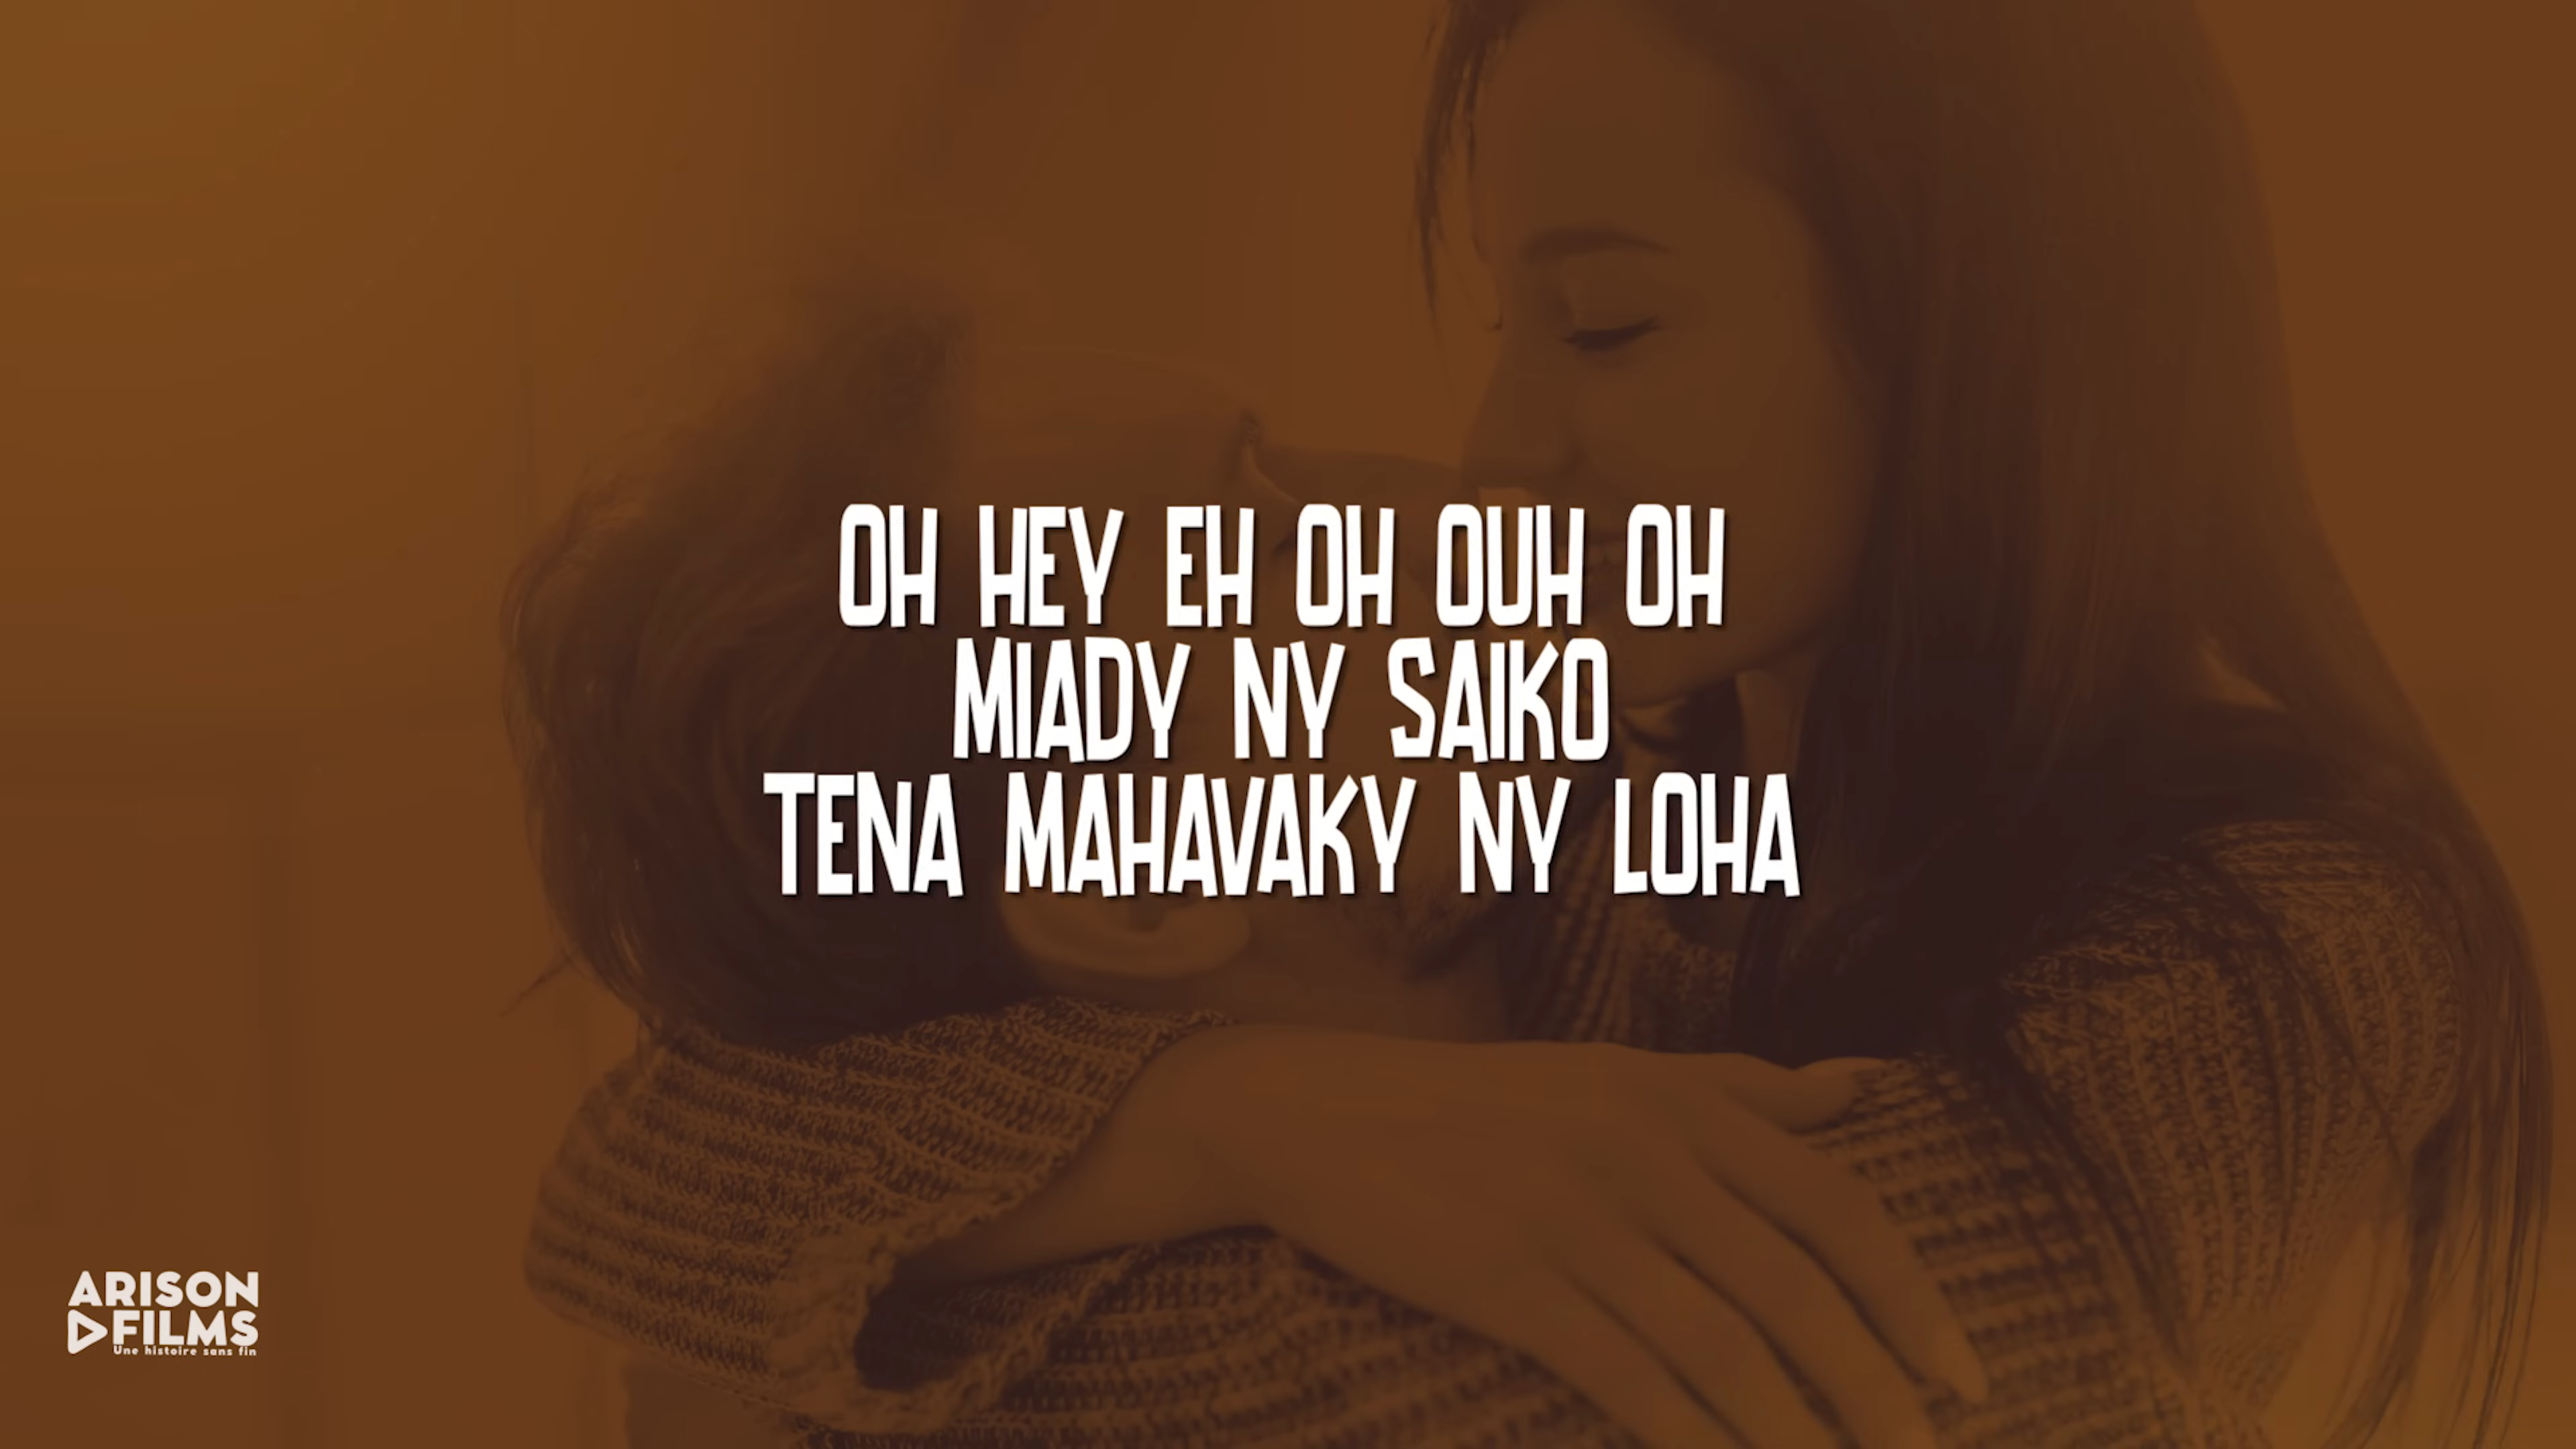 OH HEY EH OH OUH OH
MIADY NY SAIKO
TENA MAHAVAKY NY LOHA
ARISON
FILMS
Une histoire sans fin